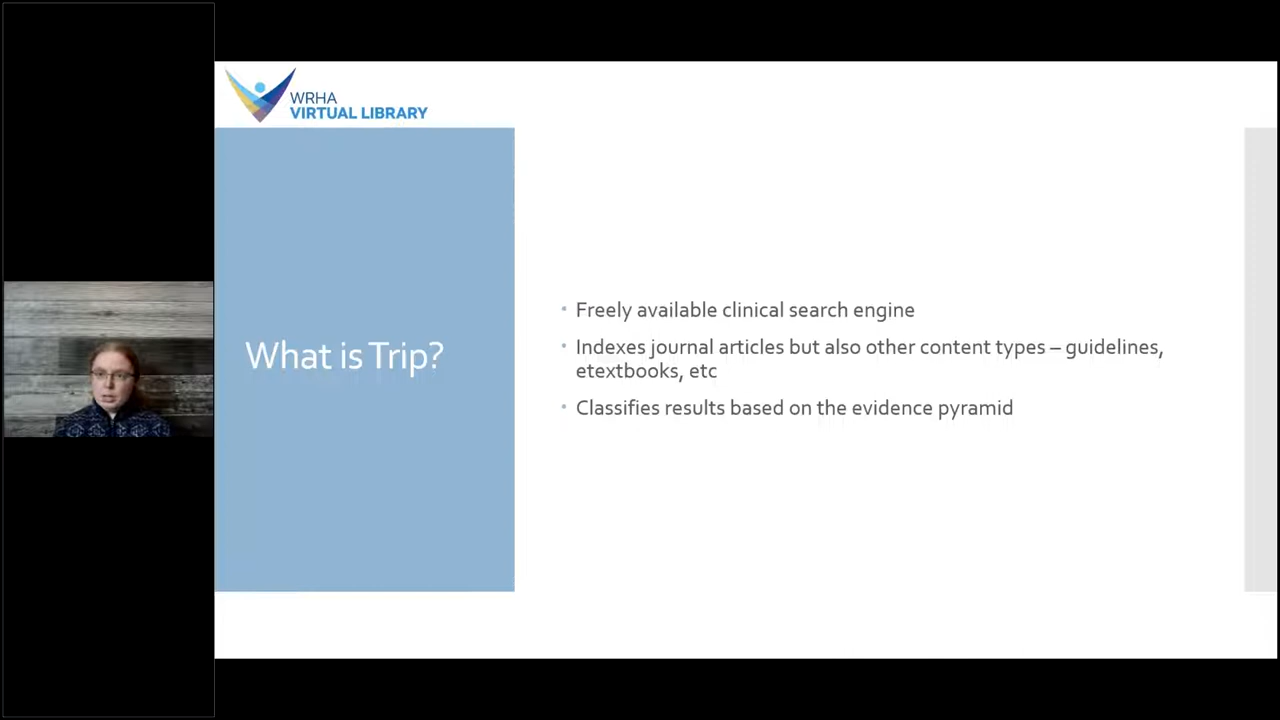 WRHA
VIRTUAL LIBRARY
What is Trip?
• Freely available clinical search engine
• Indexes journal articles but also other content types – guidelines,
etextbooks, etc
• Classifies results based on the evidence pyramid